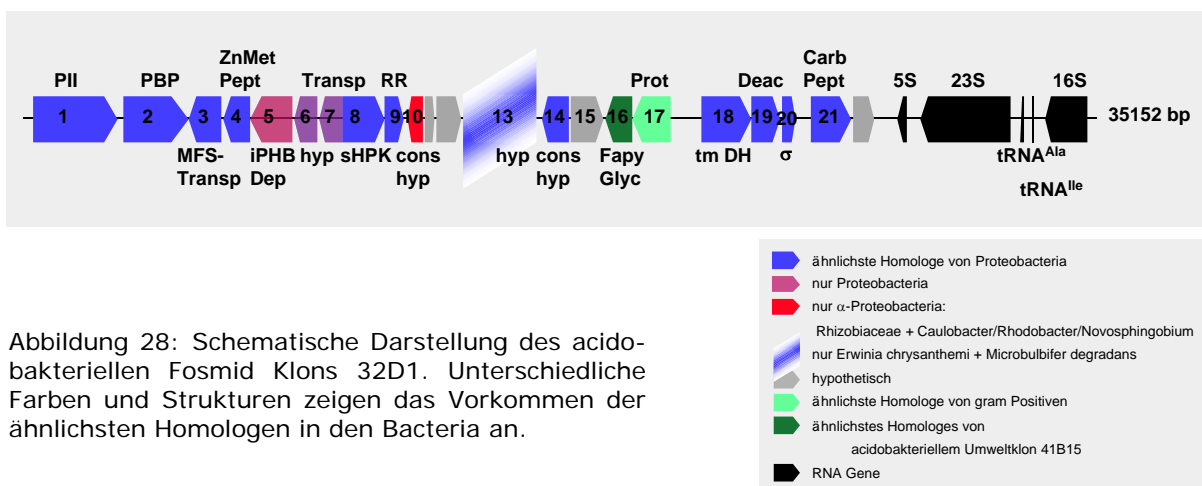 ZnMet Carb
PII PBP Pept Transp RR Prot Deac Pept 5S 23S 16S
1 2 3 4 5 6 7 8 9 10 13 14 15 16 17 18 19 20 21 35152 bp
MFS- iPHB hyp sHPK cons hyp cons Fapy tm DH σ tRNAAla
Transp Dep hyp hyp Glyc tRNAIle
ähnlichste Homologe von Proteobacteria
nur Proteobacteria
nur α-Proteobacteria:
Rhizobiaceae + Caulobacter/Rhodobacter/Novosphingobium
nur Erwinia chrysanthemi + Microbulbifer degradans
hypothetisch
ähnlichste Homologe von gram Positiven
ähnlichstes Homologes von
acidobakteriellem Umweltklon 41B15
RNA Gene
Abbildung 28: Schematische Darstellung des acido-
bakteriellen Fosmid Klons 32D1. Unterschiedliche
Farben und Strukturen zeigen das Vorkommen der
ähnlichsten Homologen in den Bacteria an.